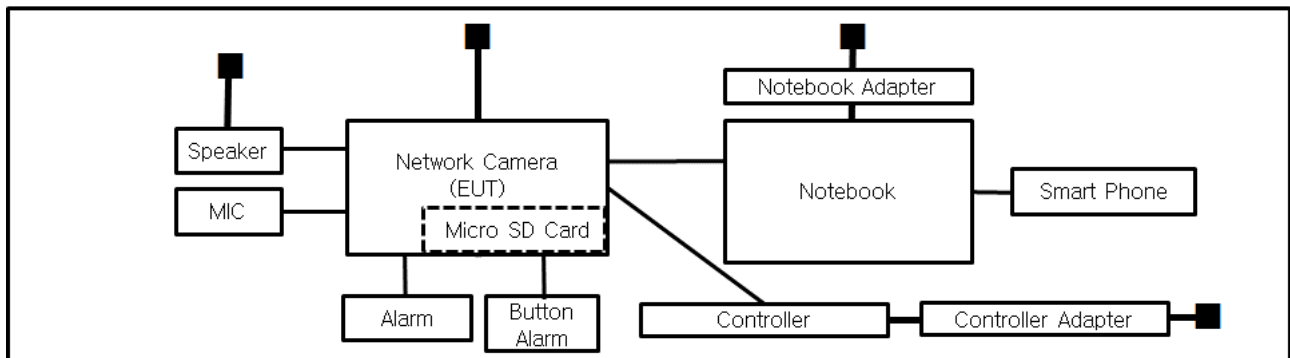 Notebook Adapter
Speaker
Network Camera
(EUT)
Notebook
MIC
Smart Phone
Micro SD Card
Alarm
Button
Alarm
Controller
Controller Adapter